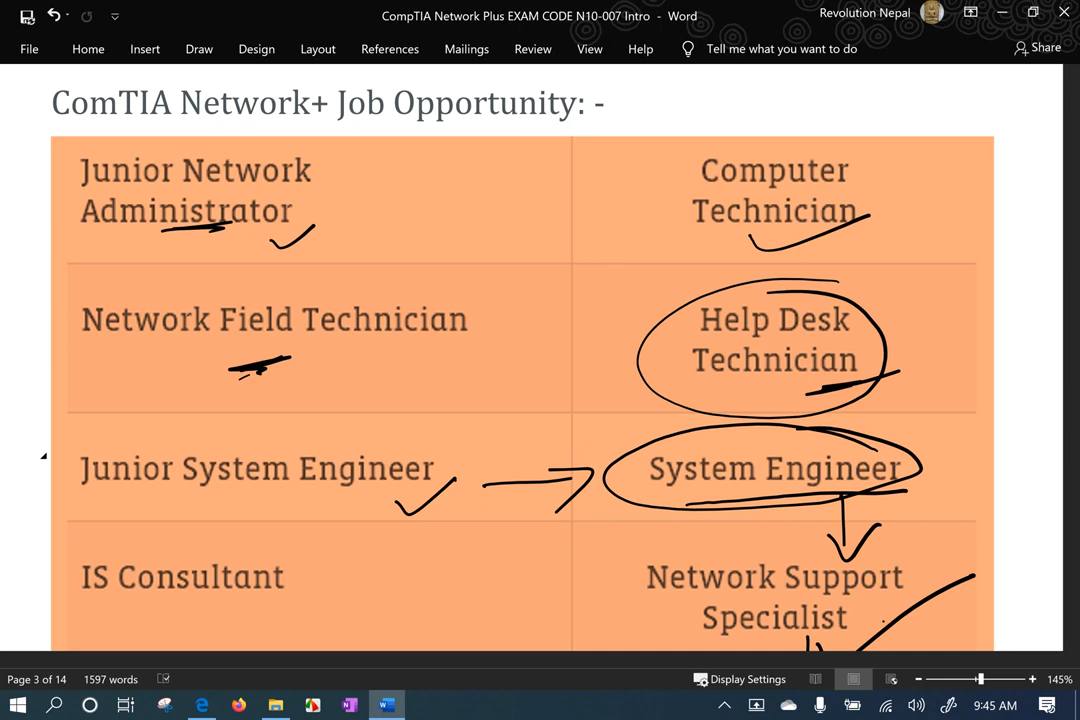 CompTIA Network Plus EXAM CODE N10-007 Intro - Word
Revolution Nepal
File Home Insert Draw Design Layout References Mailings Review View Help Tell me what you want to do Share
ComTIA Network+ Job Opportunity: -
Junior Network
Administrator
Computer
Technician
Network Field Technician
Help Desk
Technician
Junior System Engineer
System Engineer
IS Consultant
Network Support
Specialist
Page 3 of 14 1597 words Display Settings 145%
9:45 AM